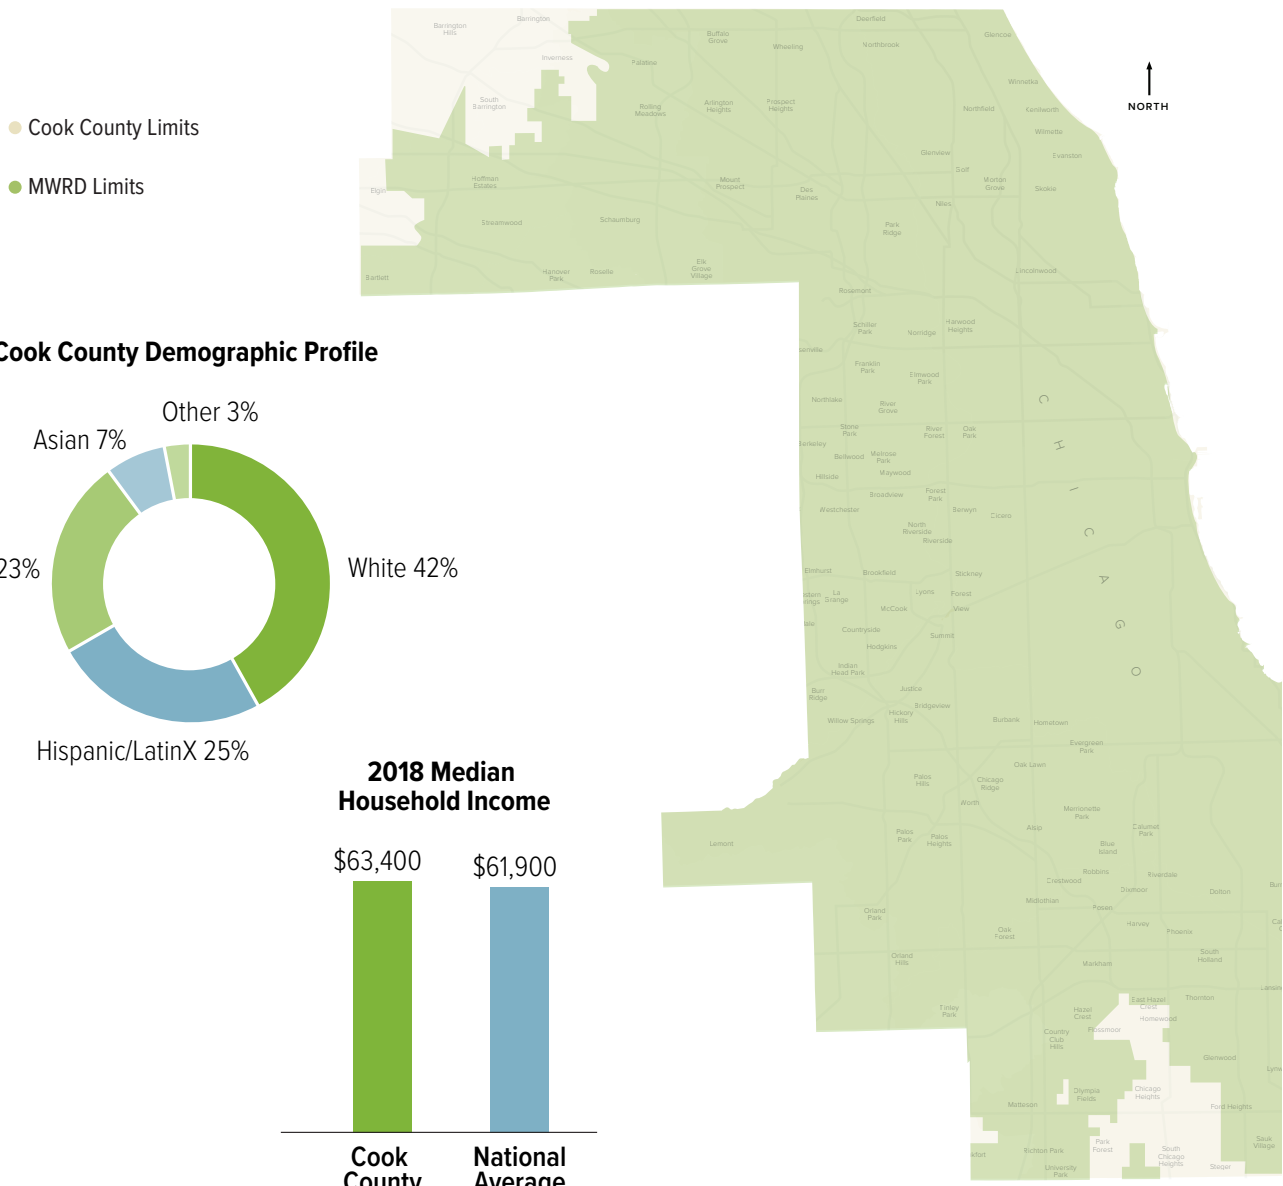 Cook County Limits
MWRD Limits
NORTH
Cook County Demographic Profile
Other 3%
Asian 7%
23%
White 42%
Hispanic/LatinX 25%
2018 Median
Household Income
$63,400
$61,900
Cook
County
National
Average
Barrington
Hills
Barrington
Inverness
South
Barrington
Palatine
Buffalo
Grove
Wheeling
Deerfield
Northbrook
Glencoe
Winnetka
Rolling
Meadows
Arlington
Heights
Prospect
Heights
Northfield
Kenilworth
Wilmette
Evanston
Glenview
Golf
Morton
Grove
Skokie
Niles
Elgin
Hoffman
Estates
Streamwood
Schaumburg
Mount
Prospect
Des
Plaines
Park
Ridge
Lincolnwood
Bartlett
Hanover
Park
Roselle
Elk
Grove
Village
Rosemont
Schiller
Park
Norridge
Harwood
Heights
Franklin
Park
Elmwood
Park
Northlake
River
Grove
Stone
Park
River
Forest
Oak
Park
Bellwood
Melrose
Park
Maywood
Hillside
Broadview
Forest
Park
Westchester
Berwyn
Cicero
North
Riverside
Riverside
CHICAGO
Elmhurst
Brookfield
Stickney
La
Grange
Lyons
Forest
View
McCook
Countryside
Summit
Hodgkins
Indian
Head Park
Justice
Burr
Ridge
Bridgeview
Hickory
Hills
Willow Springs
Burbank
Hometown
Evergreen
Park
Oak Lawn
Palos
Hills
Chicago
Ridge
Worth
Merrionette
Park
Alsip
Calumet
Park
Blue
Island
Palos
Park
Palos
Heights
Lemont
Robbins
Riverdale
Crestwood
Dixmoor
Dolton
Midlothian
Posen
Orland
Park
Harvey
Phoenix
Oak
Forest
Orland
Hills
South
Holland
Markham
Tinley
Park
Hazel
Crest
East Hazel
Crest
Thornton
Homewood
Country
Club
Hills
Flossmoor
Glenwood
Olympia
Fields
Chicago
Heights
Matteson
Ford Heights
Park
Forest
Sauk
Village
Richton Park
South
Chicago
Heights
Steger
University
Park